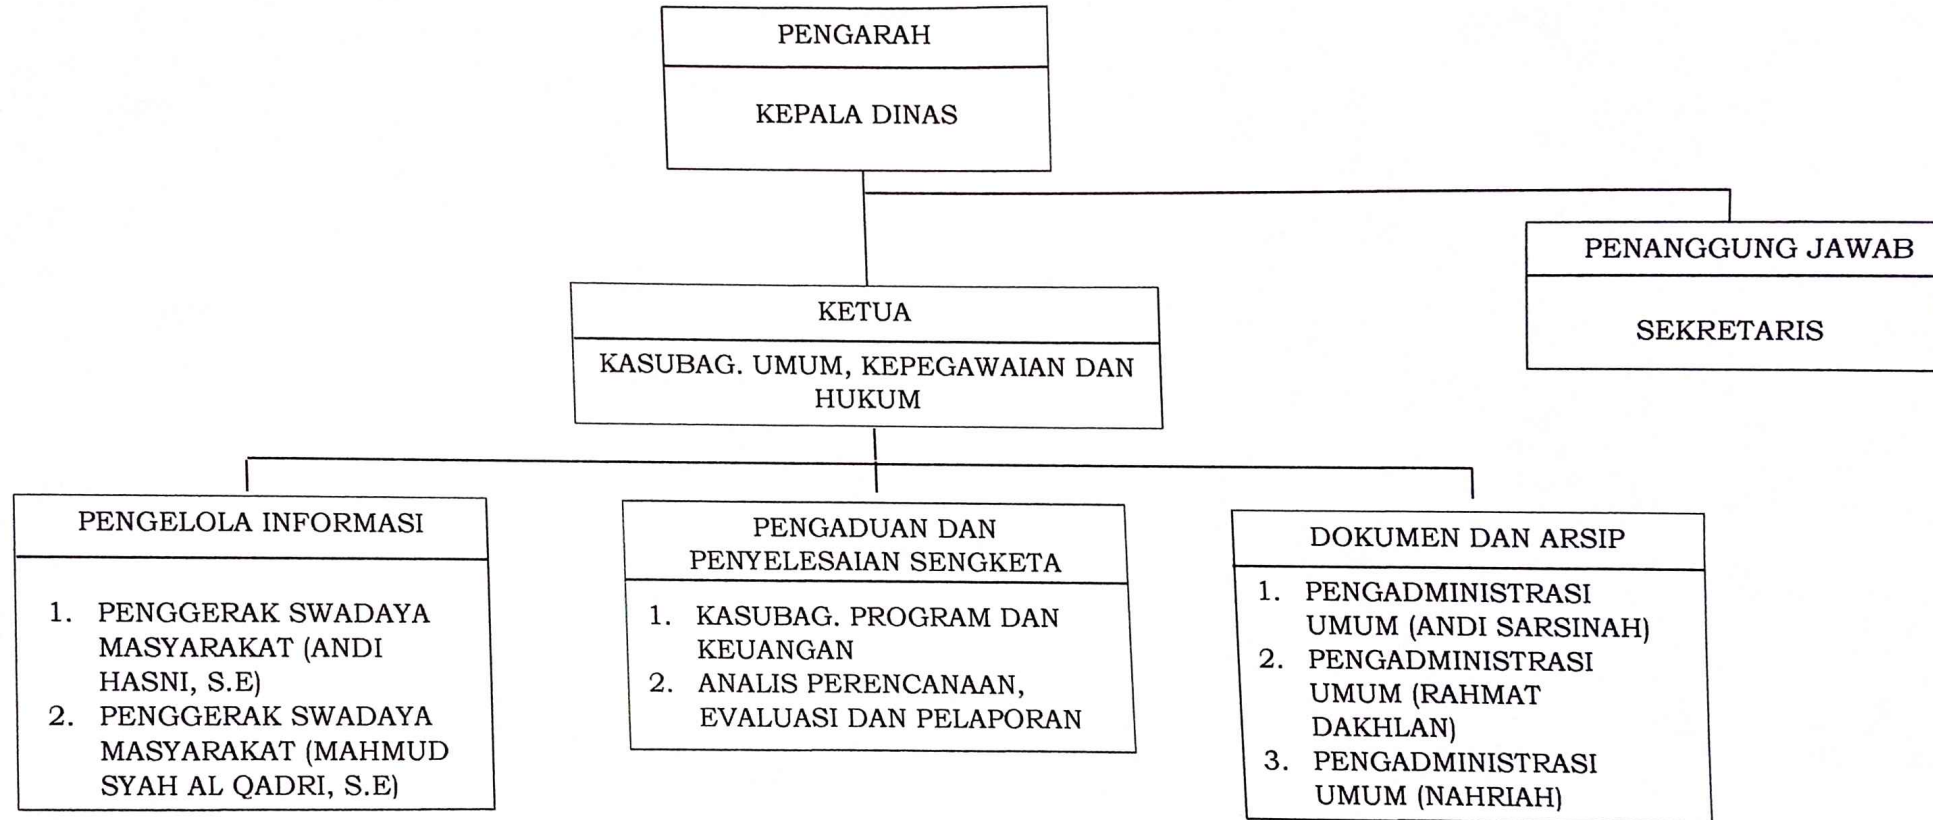 PENGARAH
KEPALA DINAS
PENANGGUNG JAWAB
SEKRETARIS
KETUA
KASUBAG. UMUM, KEPEGAWAIAN DAN
HUKUM
PENGELOLA INFORMASI
1. PENGGERAK SWADAYA
MASYARAKAT (ANDI
HASNI, S.E)
2. PENGGERAK SWADAYA
MASYARAKAT (MAHMUD
SYAH AL QADRI, S.E)
PENGADUAN DAN
PENYELESAIAN SENGKETA
1. KASUBAG. PROGRAM DAN
KEUANGAN
2. ANALIS PERENCANAAN,
EVALUASI DAN PELAPORAN
DOKUMEN DAN ARSIP
1. PENGADMINISTRASI
UMUM (ANDI SARSINAH)
2. PENGADMINISTRASI
UMUM (RAHMAT
DAKHLAN)
3. PENGADMINISTRASI
UMUM (NAHRIAH)